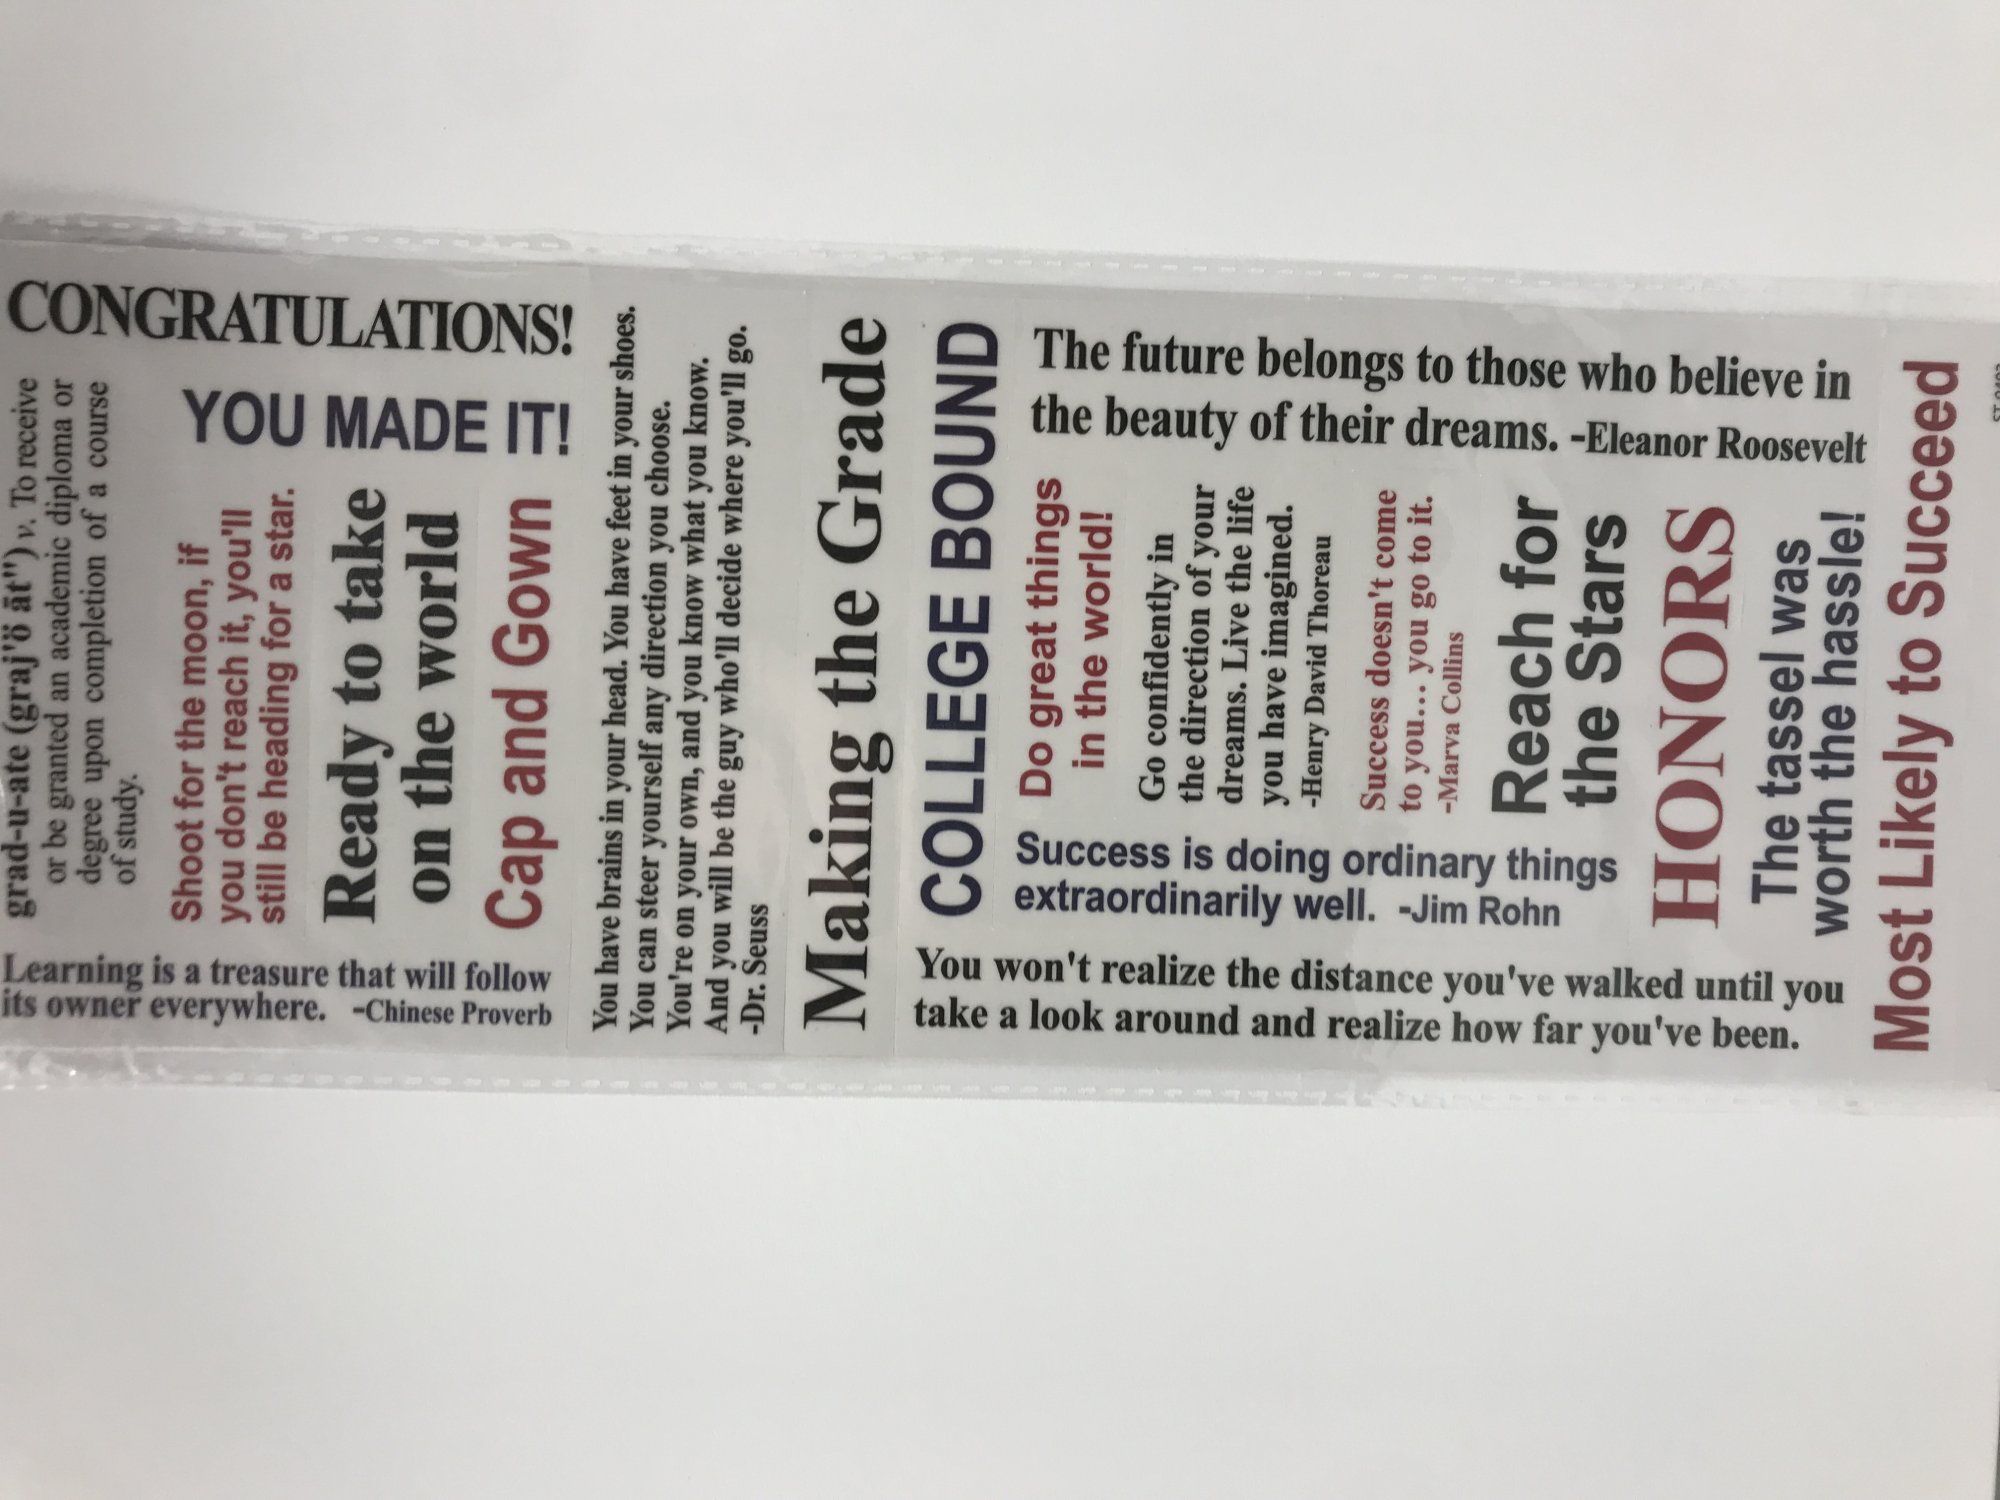 grad-u-ate (graj'ö āt") v. To receive
or be granted an academic diploma or
degree upon completion of a course
of study.
CONGRATULATIONS!
YOU MADE IT!
Shoot for the moon, if
you don't reach it, you'll
still be heading for a star.
Ready to take
on the world
Cap and Gown
Learning is a treasure that will follow
its owner everywhere. -Chinese Proverb
You have brains in your head. You have feet in your shoes.
You can steer yourself any direction you choose.
You're on your own, and you know what you know.
And you will be the guy who'll decide where you'll go.
-Dr. Seuss
Making the Grade
COLLEGE BOUND
The future belongs to those who believe in
the beauty of their dreams. -Eleanor Roosevelt
Do great things
in the world!
Go confidently in
the direction of your
dreams. Live the life
you have imagined.
-Henry David Thoreau
Success doesn't come
to you... you go to it.
-Marva Collins
Reach for
the Stars
Success is doing ordinary things
extraordinarily well. -Jim Rohn
You won't realize the distance you've walked until you
take a look around and realize how far you've been.
HONORS
The tassel was
worth the hassle!
Most Likely to Succeed